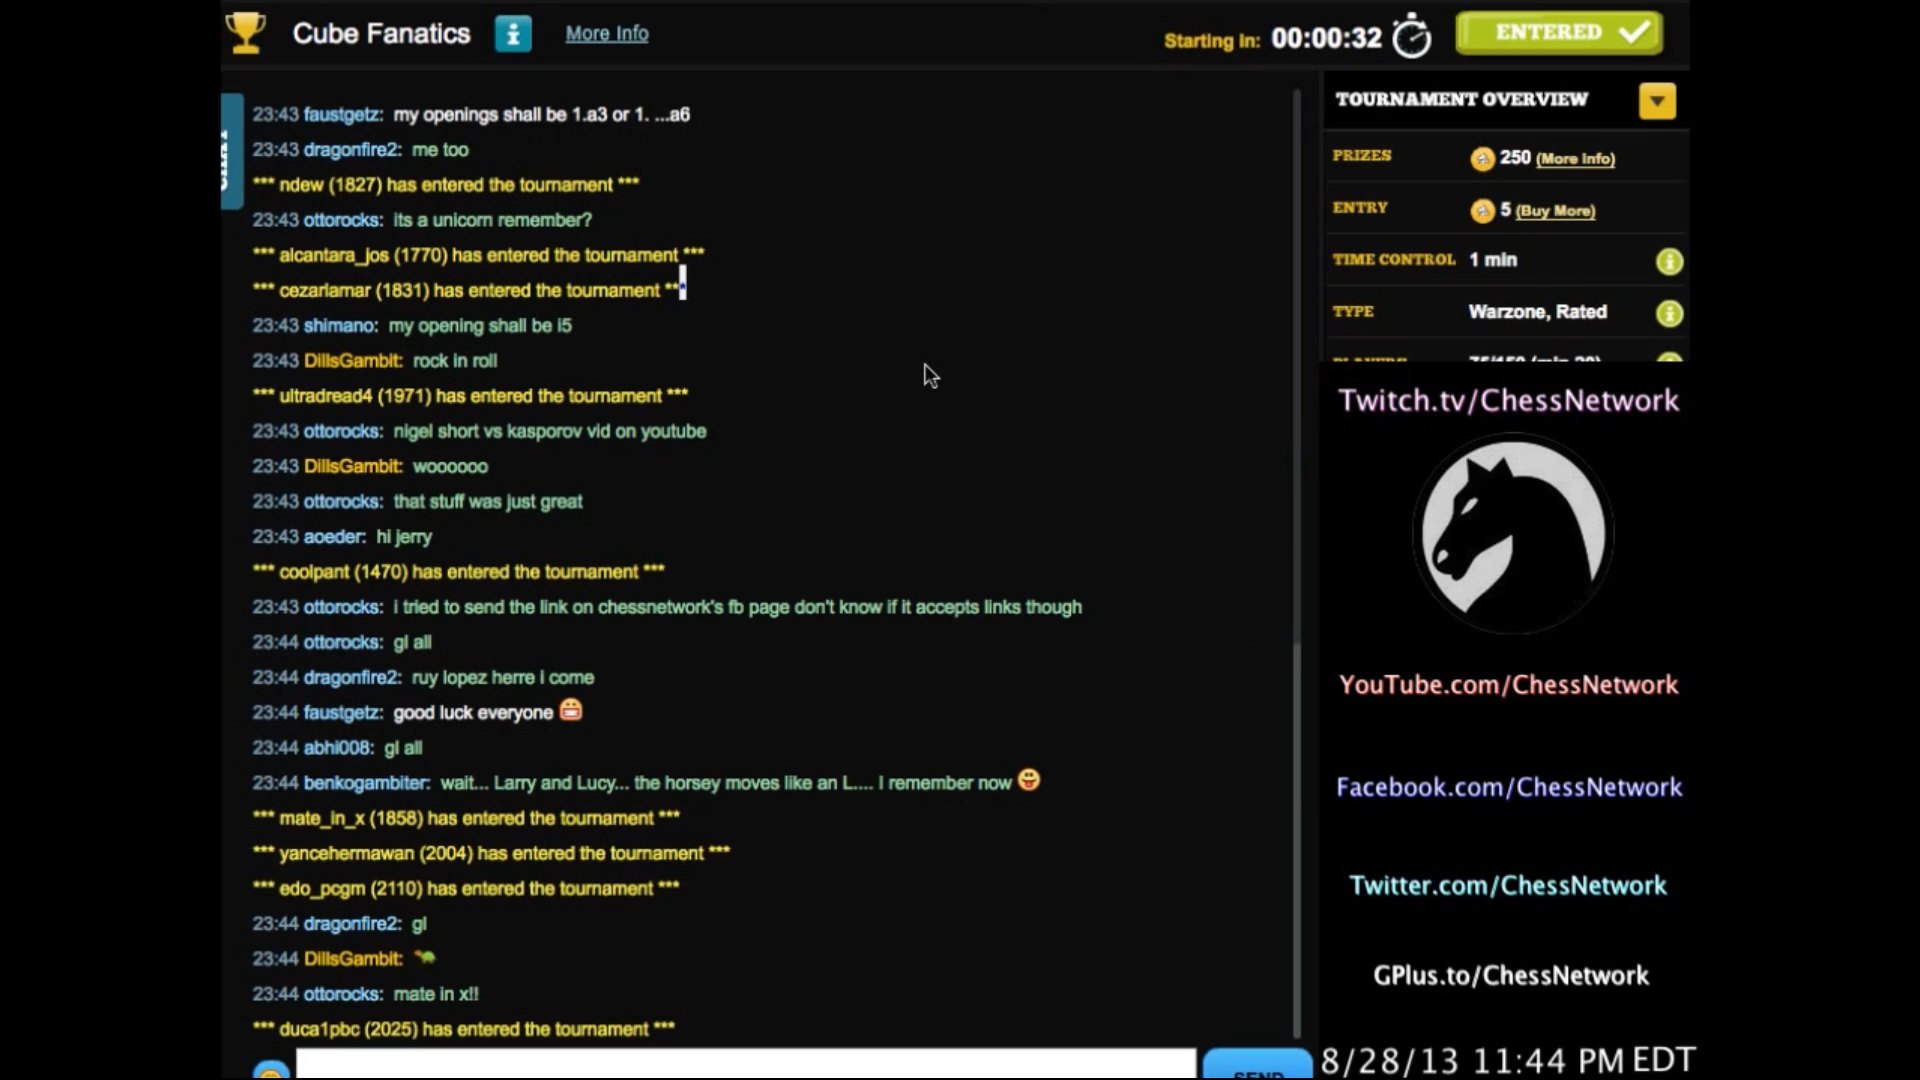 Cube Fanatics
More Info
Starting in: 00:00:32
ENTERED
23:43 faustgetz: my openings shall be 1.a3 or 1. ...a6
23:43 dragonfire2: me too
*** ndew (1827) has entered the tournament ***
23:43 ottorocks: its a unicorn remember?
*** alcantara_jos (1770) has entered the tournament ***
*** cezarlamar (1831) has entered the tournament ***
23:43 shimano: my opening shall be i5
23:43 DillsGambit: rock in roll
*** ultradread4 (1971) has entered the tournament ***
23:43 ottorocks: nigel short vs kasporov vid on youtube
23:43 DillsGambit: woooooo
23:43 ottorocks: that stuff was just great
23:43 aoeder: hi jerry
*** coolpant (1470) has entered the tournament ***
23:43 ottorocks: i tried to send the link on chessnetwork's fb page don't know if it accepts links though
23:44 ottorocks: gl all
23:44 dragonfire2: ruy lopez herre i come
23:44 faustgetz: good luck everyone
23:44 abhi008: gl all
23:44 benkogambiter: wait... Larry and Lucy... the horsey moves like an L.... I remember now
*** mate_in_x (1858) has entered the tournament ***
*** yancehermawan (2004) has entered the tournament ***
*** edo_pcgm (2110) has entered the tournament ***
23:44 dragonfire2: gl
23:44 DillsGambit:
23:44 ottorocks: mate in x!!
*** duca1pbc (2025) has entered the tournament ***
SEND
TOURNAMENT OVERVIEW
PRIZES 250 (More Info)
ENTRY 5 (Buy More)
TIME CONTROL 1 min
TYPE Warzone, Rated
Twitch.tv/ChessNetwork
YouTube.com/ChessNetwork
Facebook.com/ChessNetwork
Twitter.com/ChessNetwork
GPlus.to/ChessNetwork
8/28/13 11:44 PM EDT